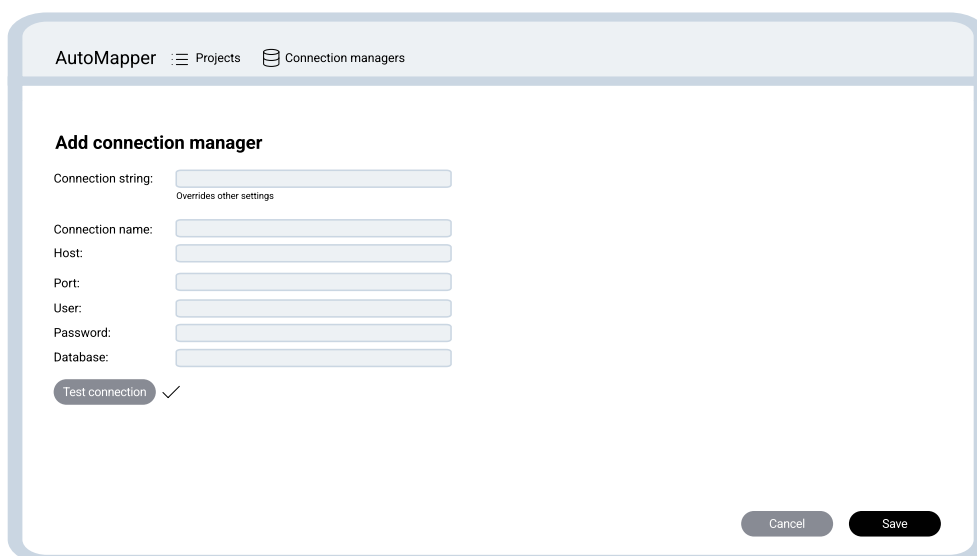 AutoMapper Projects Connection managers
Add connection manager
Connection string:
Overrides other settings
Connection name:
Host:
Port:
User:
Password:
Database:
Test connection
Cancel Save